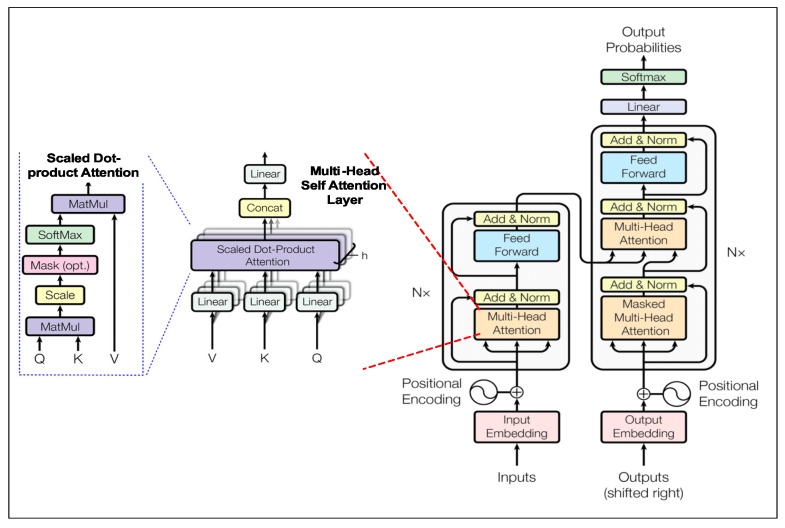 Scaled Dot-
product Attention
MatMul
SoftMax
Mask (opt.)
Scale
MatMul
Q
K
V
Multi-Head
Self Attention
Layer
Linear
Concat
Scaled Dot-Product
Attention
h
Linear
Linear
Linear
V
K
Q
Add & Norm
Feed
Forward
Nx
Add & Norm
Multi-Head
Attention
Positional
Encoding
Input
Embedding
Inputs
Output
Probabilities
Softmax
Linear
Add & Norm
Feed
Forward
Add & Norm
Multi-Head
Attention
N×
Add & Norm
Masked
Multi-Head
Attention
Positional
Encoding
Output
Embedding
Outputs
(shifted right)